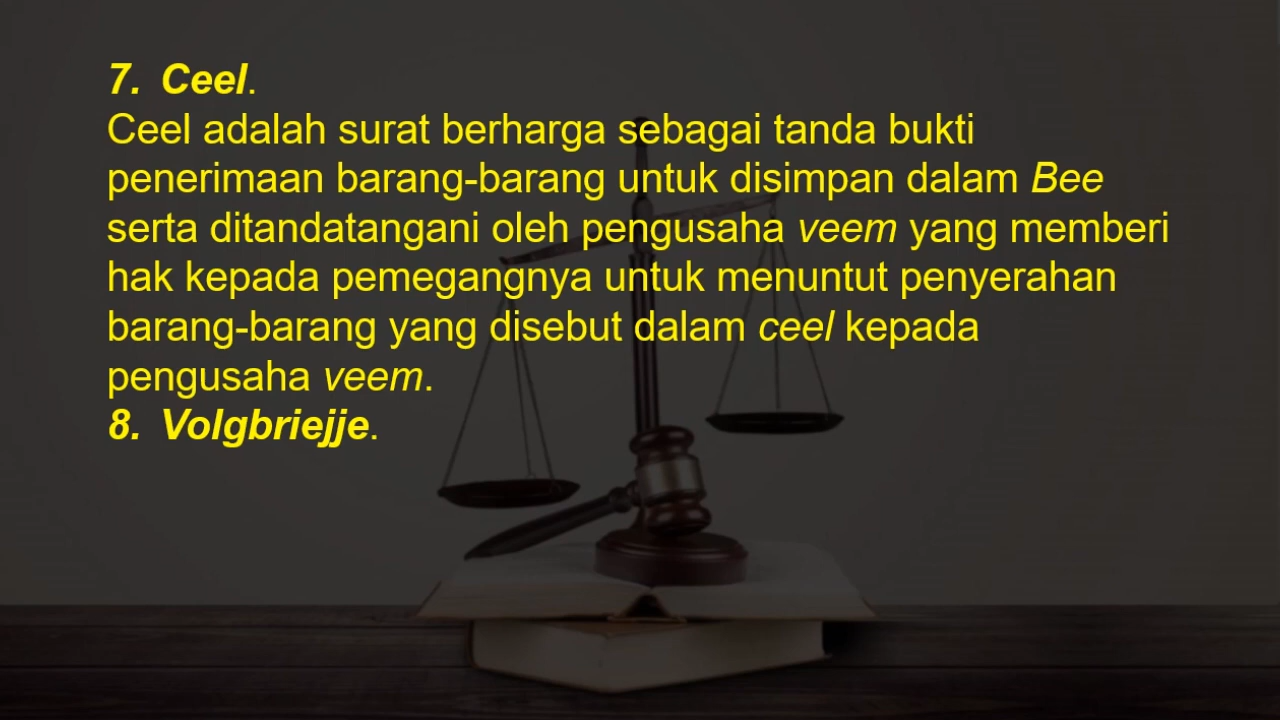 7. Ceel.
Ceel adalah surat berharga sebagai tanda bukti
penerimaan barang-barang untuk disimpan dalam Bee
serta ditandatangani oleh pengusaha veem yang memberi
hak kepada pemegangnya untuk menuntut penyerahan
barang-barang yang disebut dalam ceel kepada
pengusaha veem.
8. Volgbriejje.